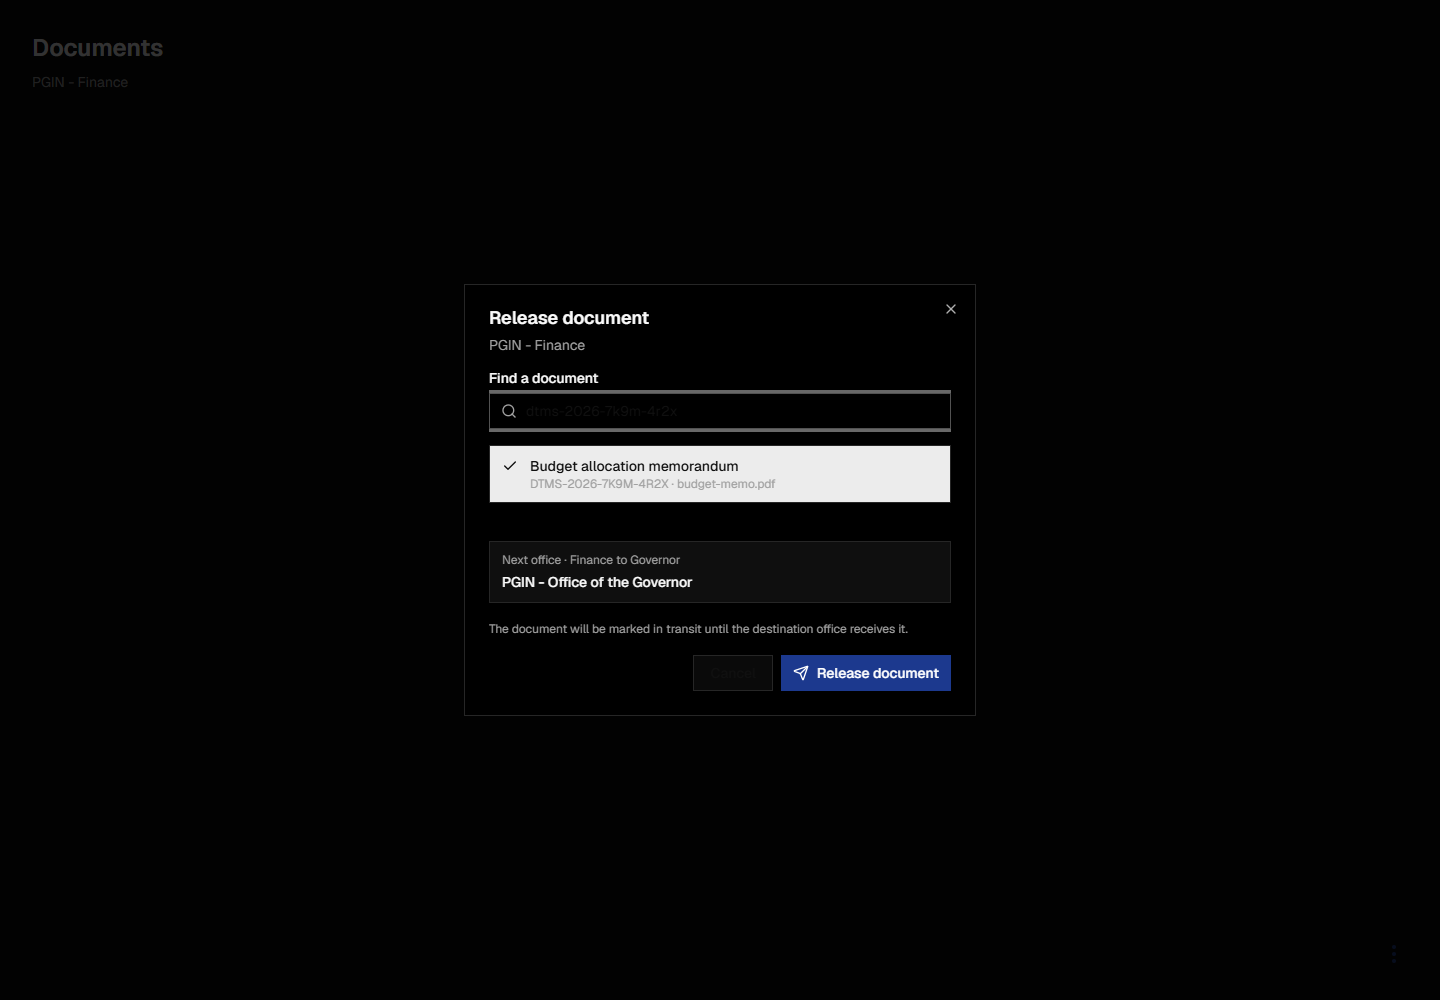 Documents
PGIN - Finance
Release document
PGIN - Finance
Find a document
dtms-2026-7k9m-4r2x
Budget allocation memorandum
DTMS-2026-7K9M-4R2X · budget-memo.pdf
Next office · Finance to Governor
PGIN - Office of the Governor
The document will be marked in transit until the destination office receives it.
Cancel
Release document